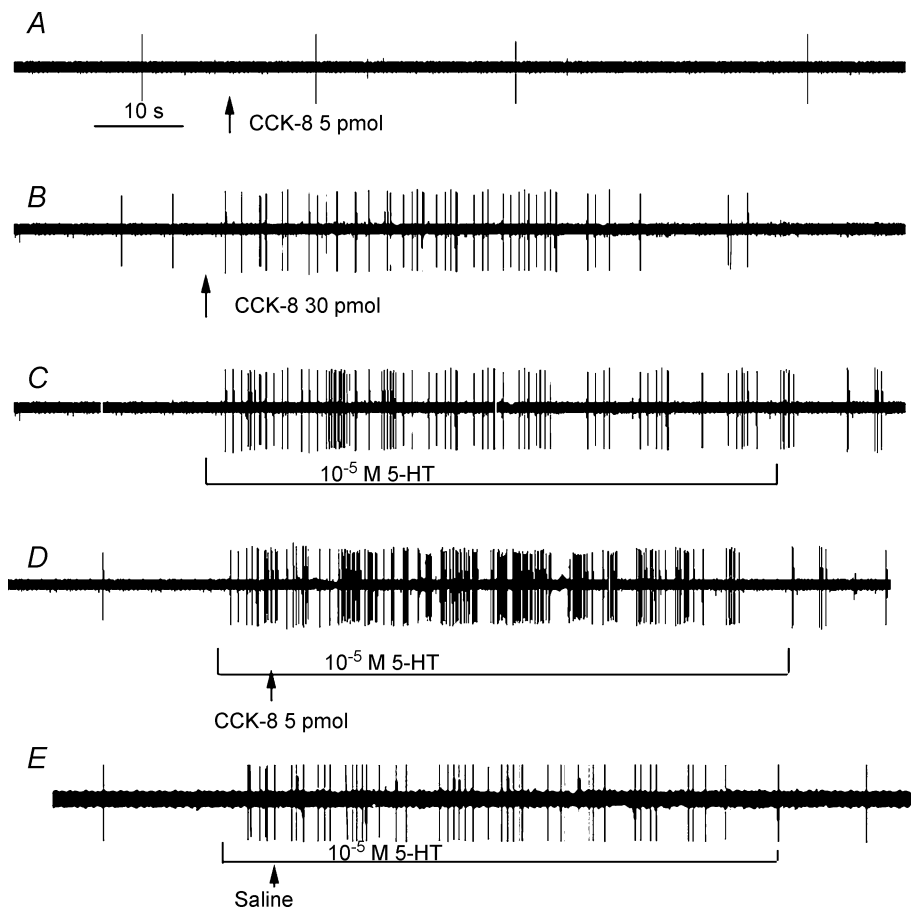 A
10 s
CCK-8 5 pmol
B
CCK-8 30 pmol
C
10⁻⁵ M 5-HT
D
10⁻⁵ M 5-HT
CCK-8 5 pmol
E
10⁻⁵ M 5-HT
Saline